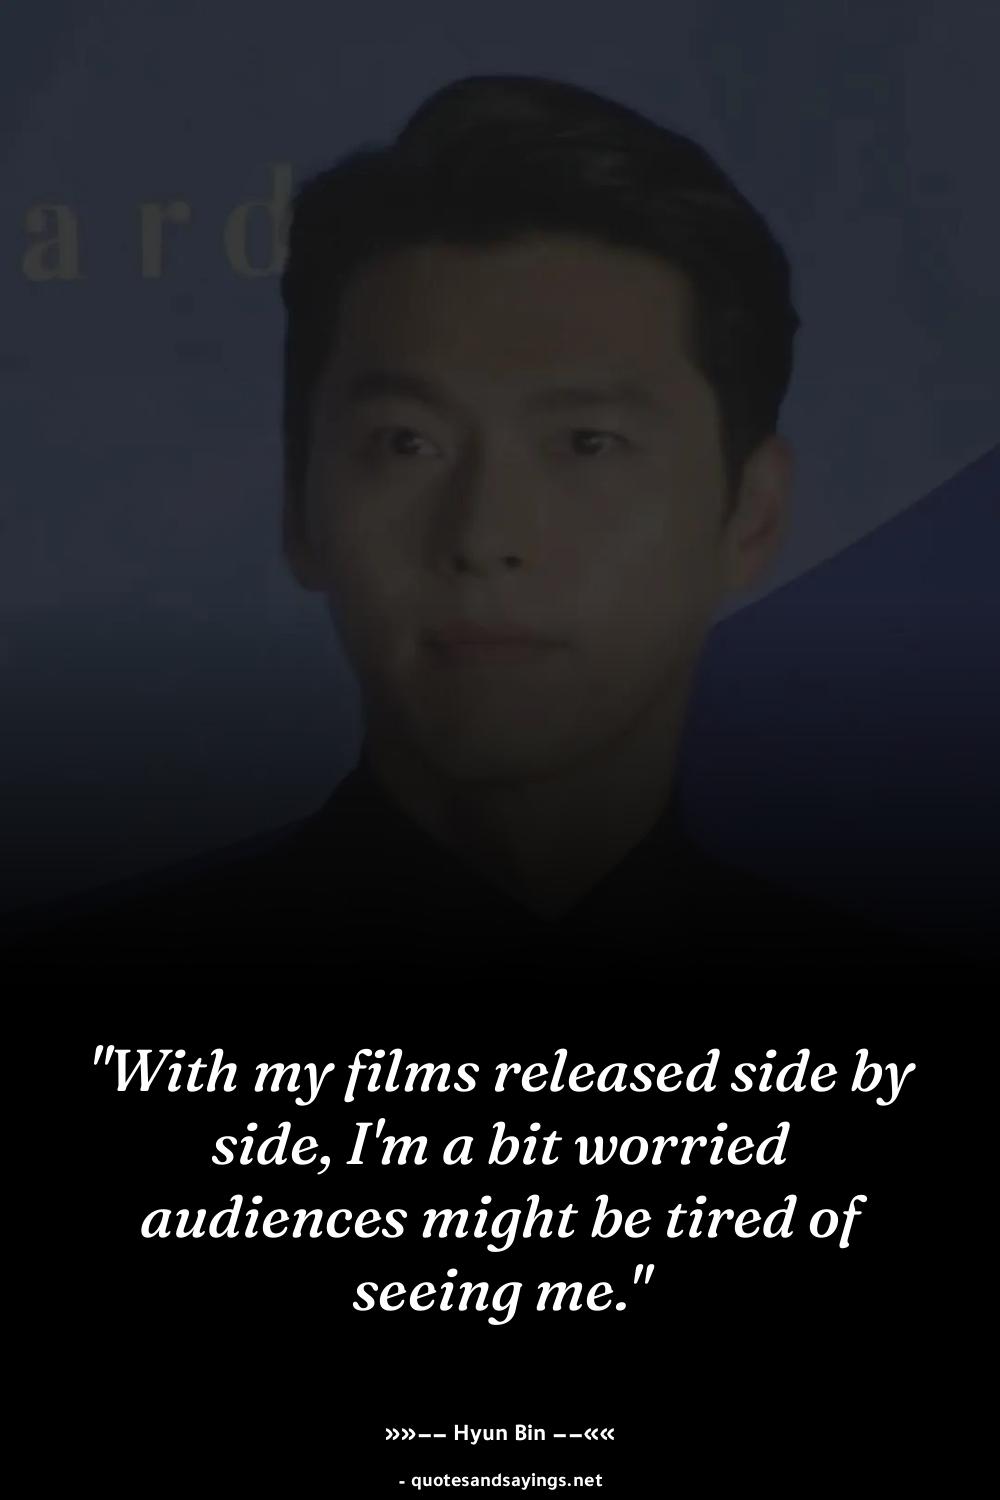 ard
"With my films released side by
side, I'm a bit worried
audiences might be tired of
seeing me."
»»−− Hyun Bin −−««
- quotesandsayings.net